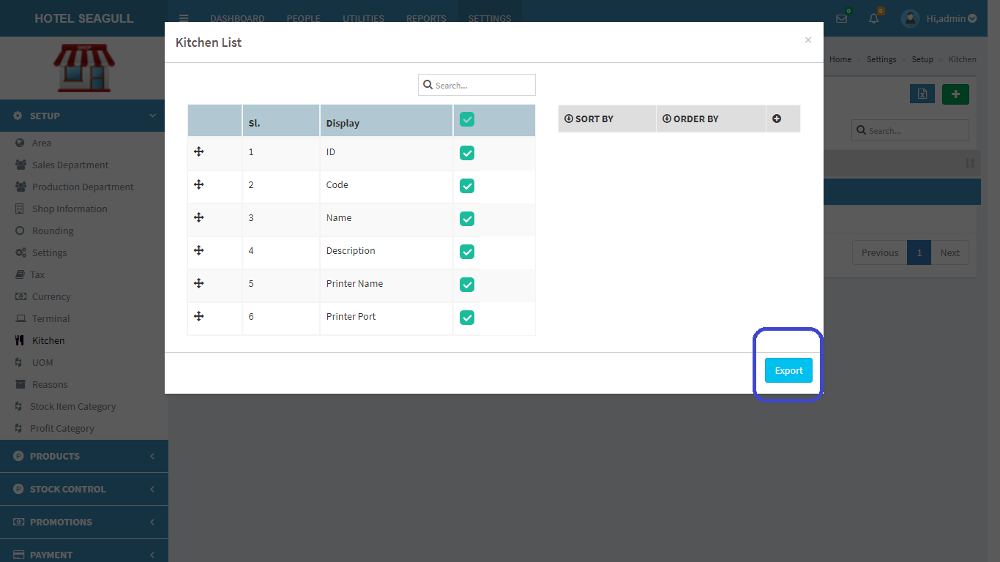 HOTEL SEAGULL
DASHBOARD PEOPLE UTILITIES REPORTS SETTINGS
0 0 Hi,admin
SHOP
Home > Settings > Setup > Kitchen
SETUP
Area
Sales Department
Production Department
Shop Information
Rounding
Settings
Tax
Currency
Terminal
Kitchen
UOM
Reasons
Stock Item Category
Profit Category
PRODUCTS
STOCK CONTROL
PROMOTIONS
PAYMENT
Kitchen List ×
Search...
Sl. Display
1 ID
2 Code
3 Name
4 Description
5 Printer Name
6 Printer Port
SORT BY ORDER BY
Export
Search...
Previous 1 Next